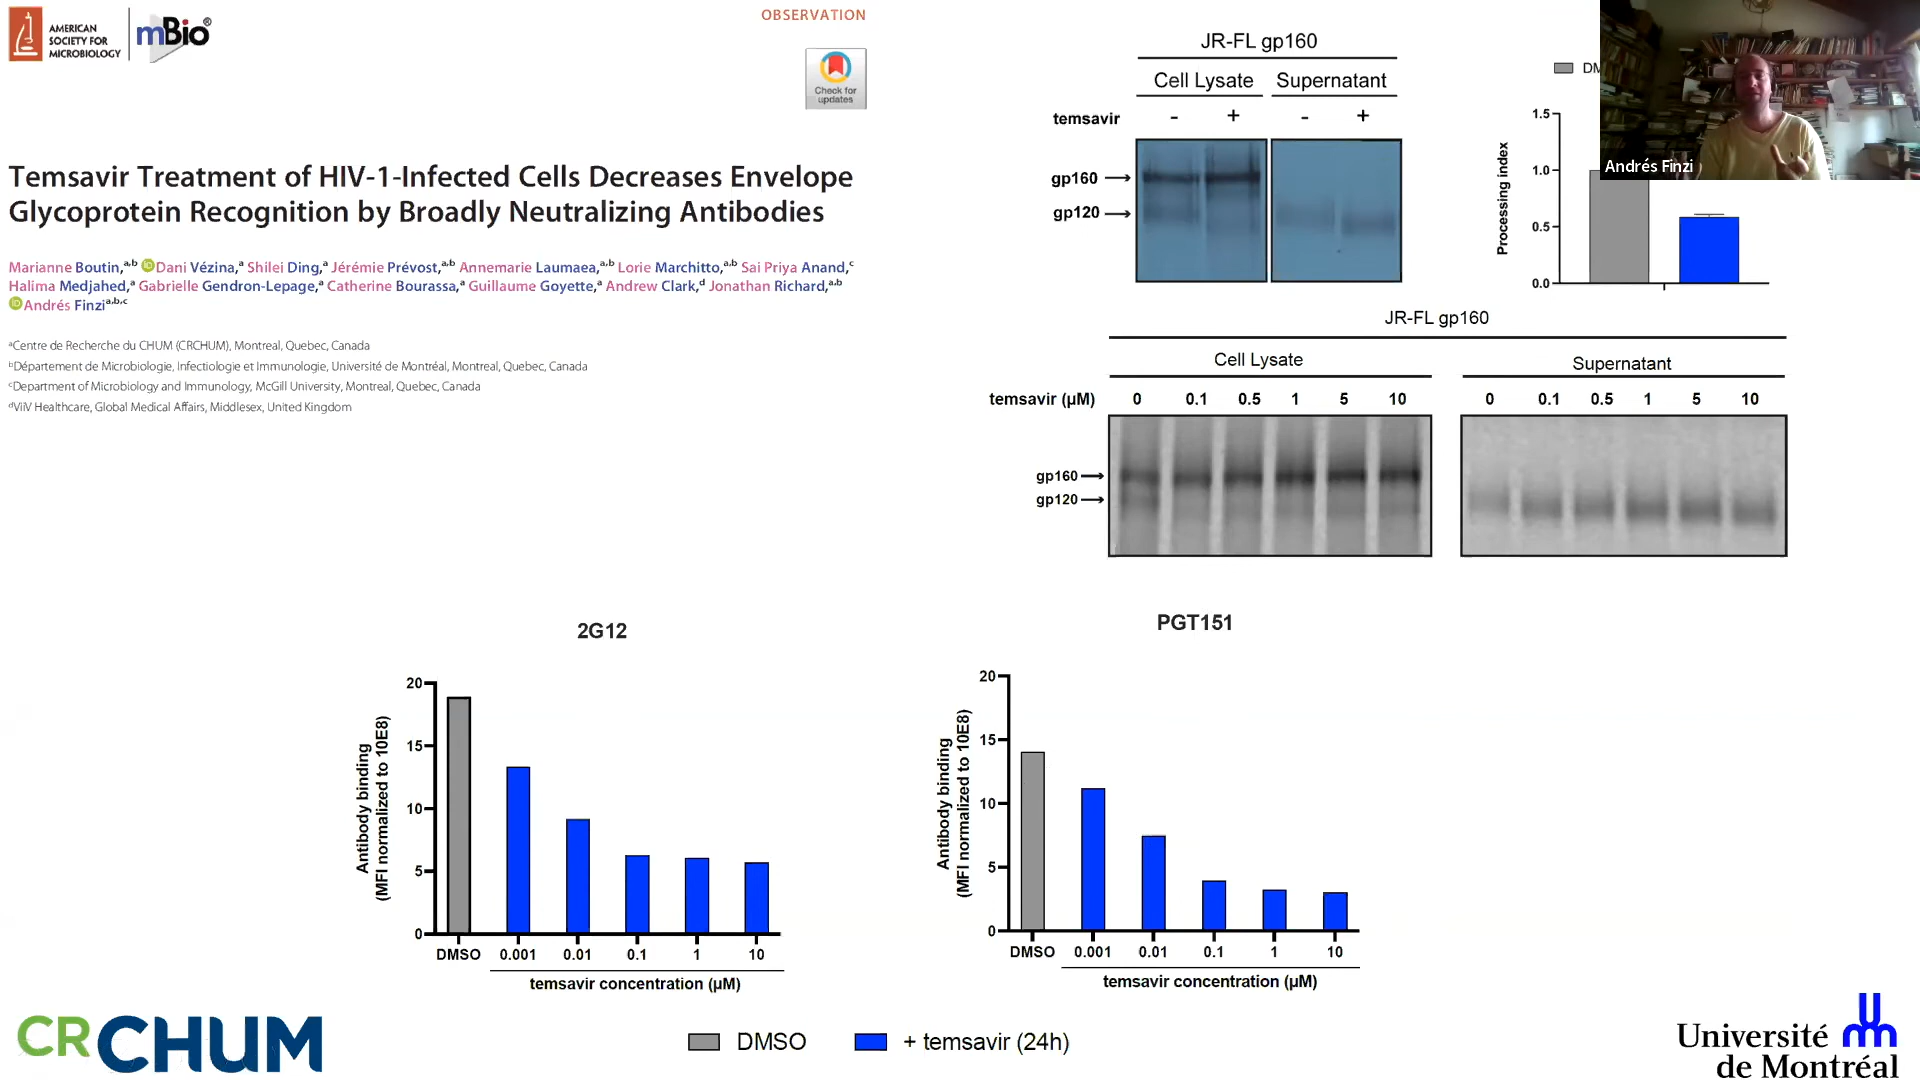 AMERICAN
SOCIETY FOR
MICROBIOLOGY
mBio®
OBSERVATION
Check for
updates
Temsavir Treatment of HIV-1-Infected Cells Decreases Envelope
Glycoprotein Recognition by Broadly Neutralizing Antibodies
Marianne Boutin,a,b Dani Vézina,a Shilei Ding,a Jérémie Prévost,a,b Annemarie Laumaea,a,b Lorie Marchitto,a,b Sai Priya Anand,c
Halima Medjahed,a Gabrielle Gendron-Lepage,a Catherine Bourassa,a Guillaume Goyette,a Andrew Clark,d Jonathan Richard,a,b
Andrés Finzia,b,c
aCentre de Recherche du CHUM (CRCHUM), Montreal, Quebec, Canada
bDépartement de Microbiologie, Infectiologie et Immunologie, Université de Montréal, Montreal, Quebec, Canada
cDepartment of Microbiology and Immunology, McGill University, Montreal, Quebec, Canada
dViiV Healthcare, Global Medical Affairs, Middlesex, United Kingdom
JR-FL gp160
Cell Lysate Supernatant
temsavir - + - +
gp160
gp120
DM
Processing index
1.5
1.0
0.5
0.0
Andrés Finzi
JR-FL gp160
Cell Lysate Supernatant
temsavir (µM) 0 0.1 0.5 1 5 10 0 0.1 0.5 1 5 10
gp160
gp120
2G12
Antibody binding
(MFI normalized to 10E8)
20
15
10
5
0
DMSO 0.001 0.01 0.1 1 10
temsavir concentration (µM)
PGT151
Antibody binding
(MFI normalized to 10E8)
20
15
10
5
0
DMSO 0.001 0.01 0.1 1 10
temsavir concentration (µM)
DMSO + temsavir (24h)
CRCHUM
Université
de Montréal